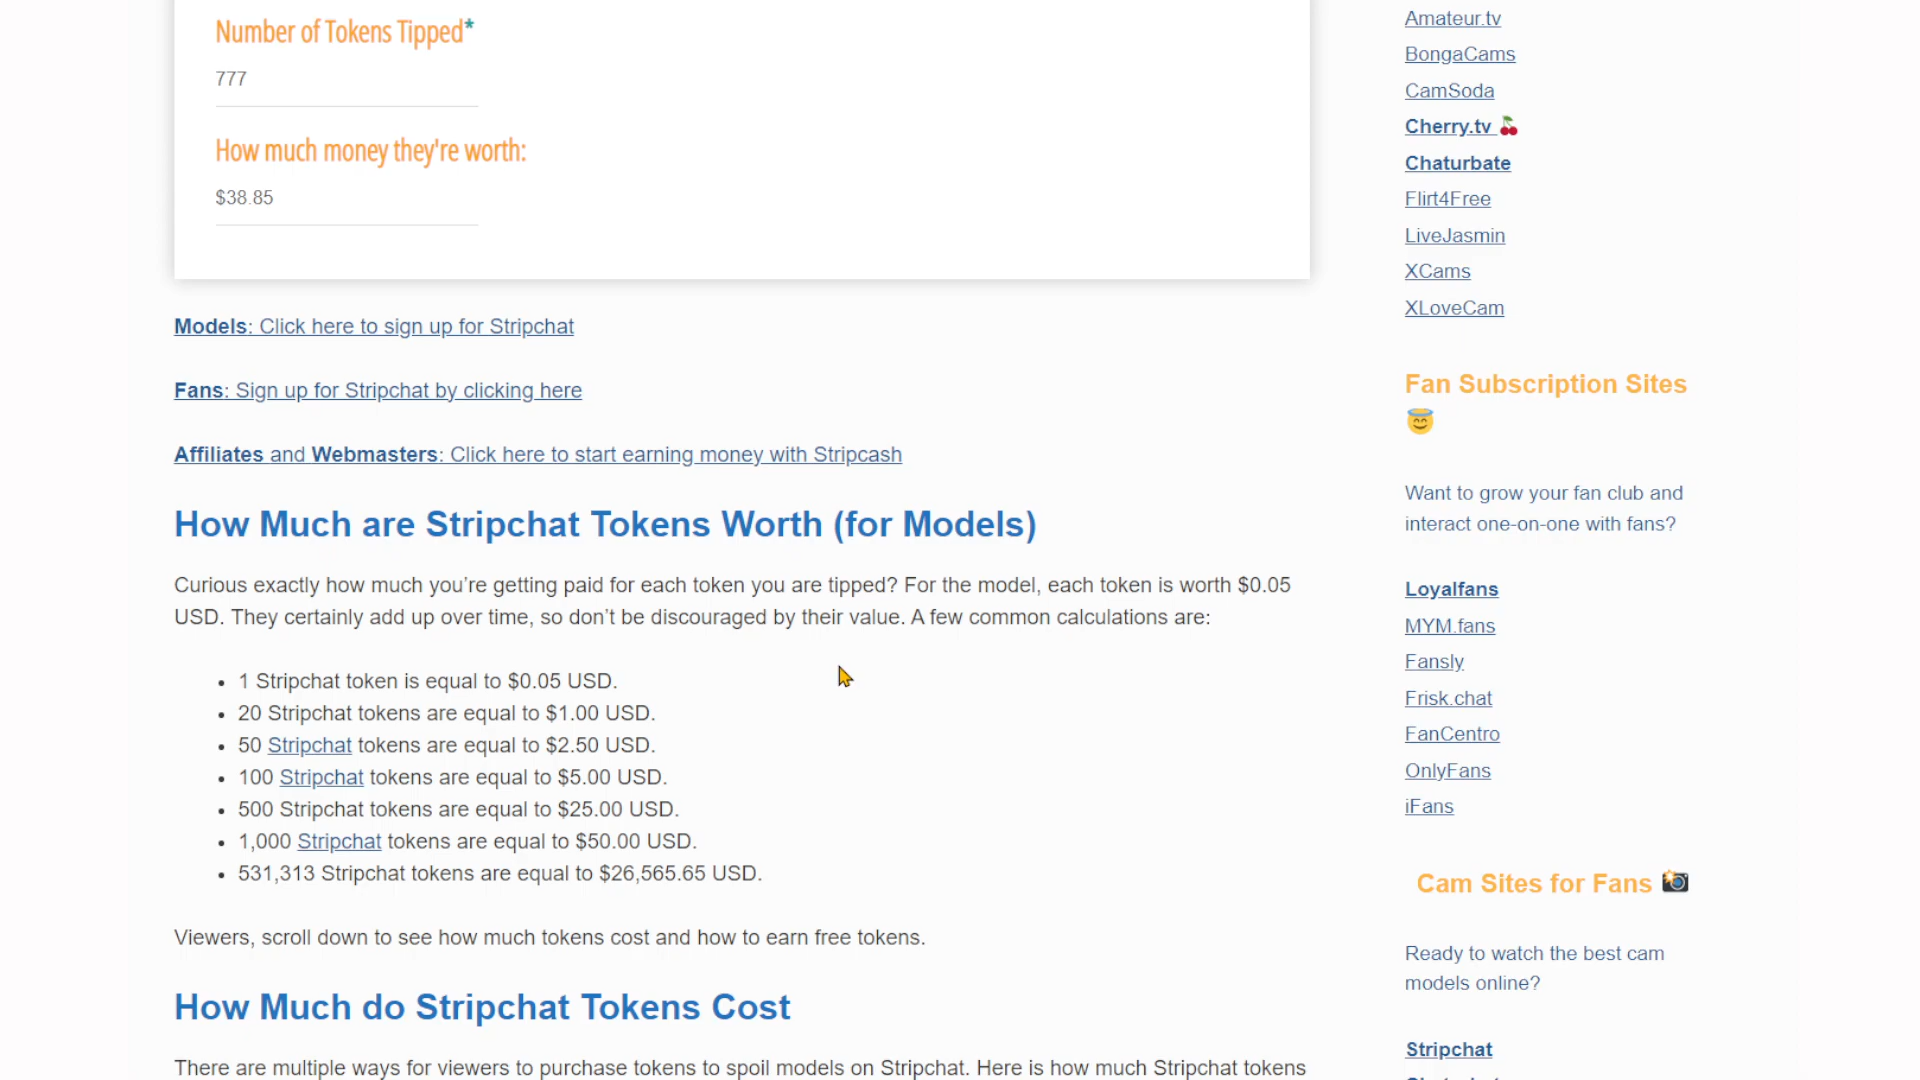 Number of Tokens Tipped*
777
How much money they're worth:
$38.85
Models: Click here to sign up for Stripchat
Fans: Sign up for Stripchat by clicking here
Affiliates and Webmasters: Click here to start earning money with Stripcash
How Much are Stripchat Tokens Worth (for Models)
Curious exactly how much you’re getting paid for each token you are tipped? For the model, each token is worth $0.05
USD. They certainly add up over time, so don’t be discouraged by their value. A few common calculations are:
• 1 Stripchat token is equal to $0.05 USD.
• 20 Stripchat tokens are equal to $1.00 USD.
• 50 Stripchat tokens are equal to $2.50 USD.
• 100 Stripchat tokens are equal to $5.00 USD.
• 500 Stripchat tokens are equal to $25.00 USD.
• 1,000 Stripchat tokens are equal to $50.00 USD.
• 531,313 Stripchat tokens are equal to $26,565.65 USD.
Viewers, scroll down to see how much tokens cost and how to earn free tokens.
How Much do Stripchat Tokens Cost
There are multiple ways for viewers to purchase tokens to spoil models on Stripchat. Here is how much Stripchat tokens
Amateur.tv
BongaCams
CamSoda
Cherry.tv
Chaturbate
Flirt4Free
LiveJasmin
XCams
XLoveCam
Fan Subscription Sites
Want to grow your fan club and
interact one-on-one with fans?
Loyalfans
MYM.fans
Fansly
Frisk.chat
FanCentro
OnlyFans
iFans
Cam Sites for Fans
Ready to watch the best cam
models online?
Stripchat